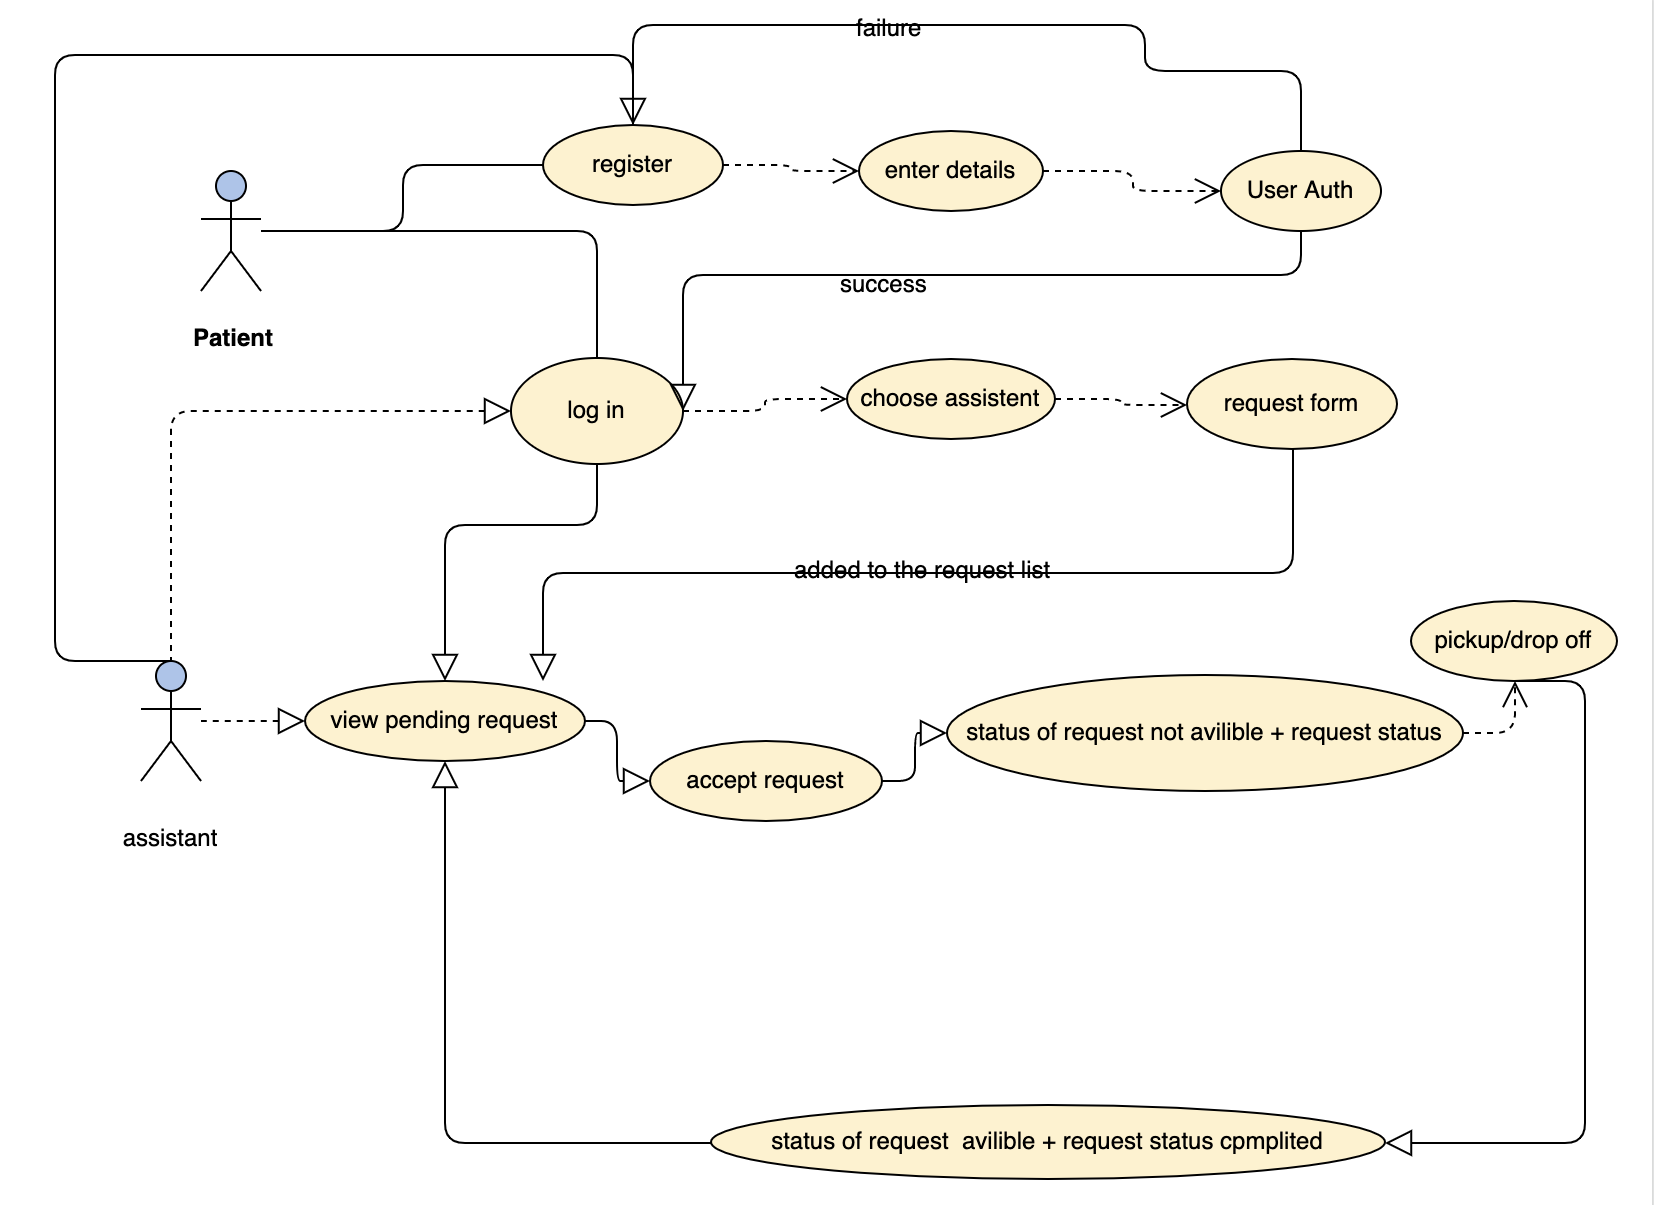 failure
register
enter details
User Auth
success
Patient
log in
choose assistent
request form
added to the request list
pickup/drop off
view pending request
status of request not avilible + request status
accept request
assistant
status of request  avilible + request status cpmplited